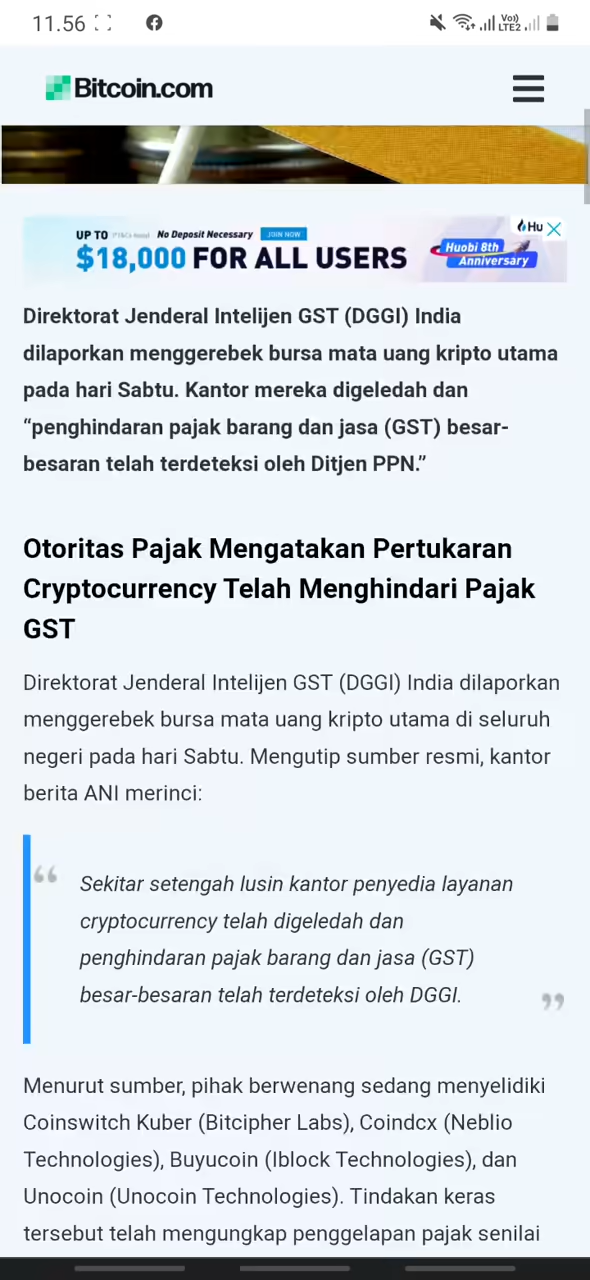 11.56
Vo))
LTE2
Bitcoin.com
UP TO No Deposit Necessary JOIN NOW
$18,000 FOR ALL USERS
Hu
Huobi 8th
Anniversary
Direktorat Jenderal Intelijen GST (DGGI) India
dilaporkan menggerebek bursa mata uang kripto utama
pada hari Sabtu. Kantor mereka digeledah dan
“penghindaran pajak barang dan jasa (GST) besar-
besaran telah terdeteksi oleh Ditjen PPN.”
Otoritas Pajak Mengatakan Pertukaran
Cryptocurrency Telah Menghindari Pajak
GST
Direktorat Jenderal Intelijen GST (DGGI) India dilaporkan
menggerebek bursa mata uang kripto utama di seluruh
negeri pada hari Sabtu. Mengutip sumber resmi, kantor
berita ANI merinci:
“
Sekitar setengah lusin kantor penyedia layanan
cryptocurrency telah digeledah dan
penghindaran pajak barang dan jasa (GST)
besar-besaran telah terdeteksi oleh DGGI.
”
Menurut sumber, pihak berwenang sedang menyelidiki
Coinswitch Kuber (Bitcipher Labs), Coindcx (Neblio
Technologies), Buyucoin (Iblock Technologies), dan
Unocoin (Unocoin Technologies). Tindakan keras
tersebut telah mengungkap penggelapan pajak senilai